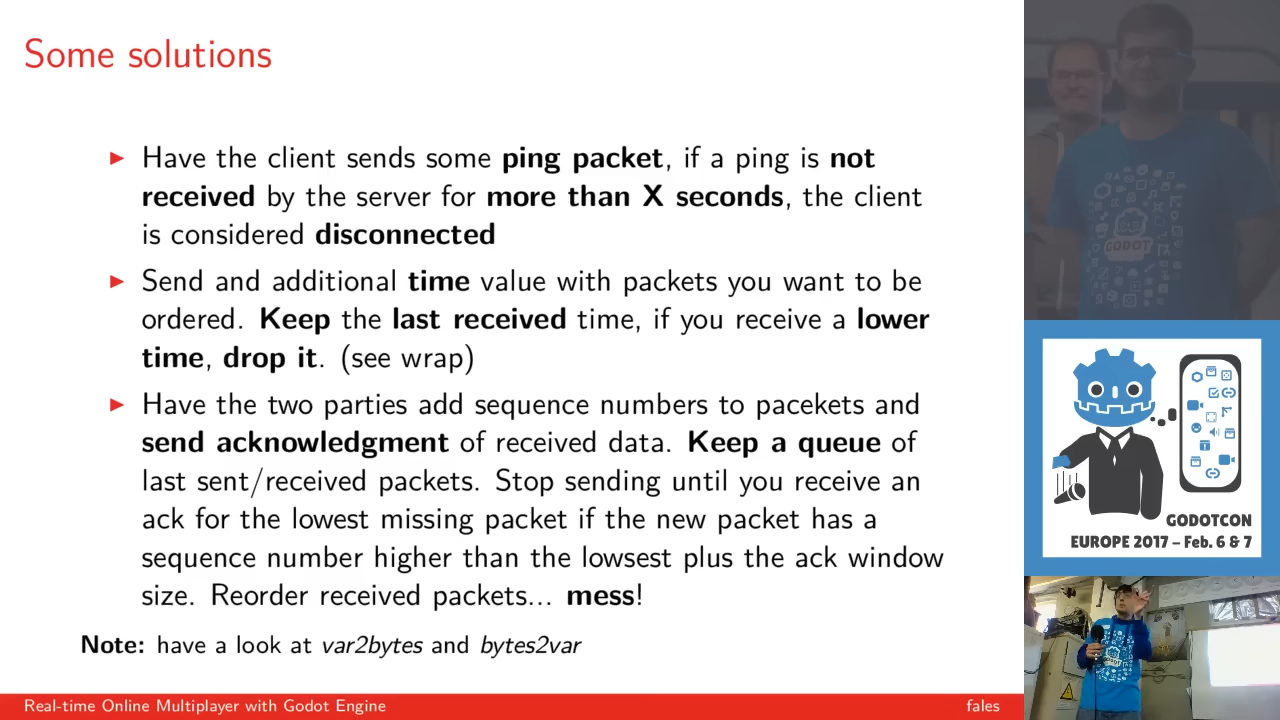 Some solutions
Have the client sends some ping packet, if a ping is not
received by the server for more than X seconds, the client
is considered disconnected
Send and additional time value with packets you want to be
ordered. Keep the last received time, if you receive a lower
time, drop it. (see wrap)
Have the two parties add sequence numbers to pacekets and
send acknowledgment of received data. Keep a queue of
last sent/received packets. Stop sending until you receive an
ack for the lowest missing packet if the new packet has a
sequence number higher than the lowsest plus the ack window
size. Reorder received packets... mess!
Note: have a look at var2bytes and bytes2var
Real-time Online Multiplayer with Godot Engine
fales
GODOT
GODOTCON
EUROPE 2017 – Feb. 6 & 7